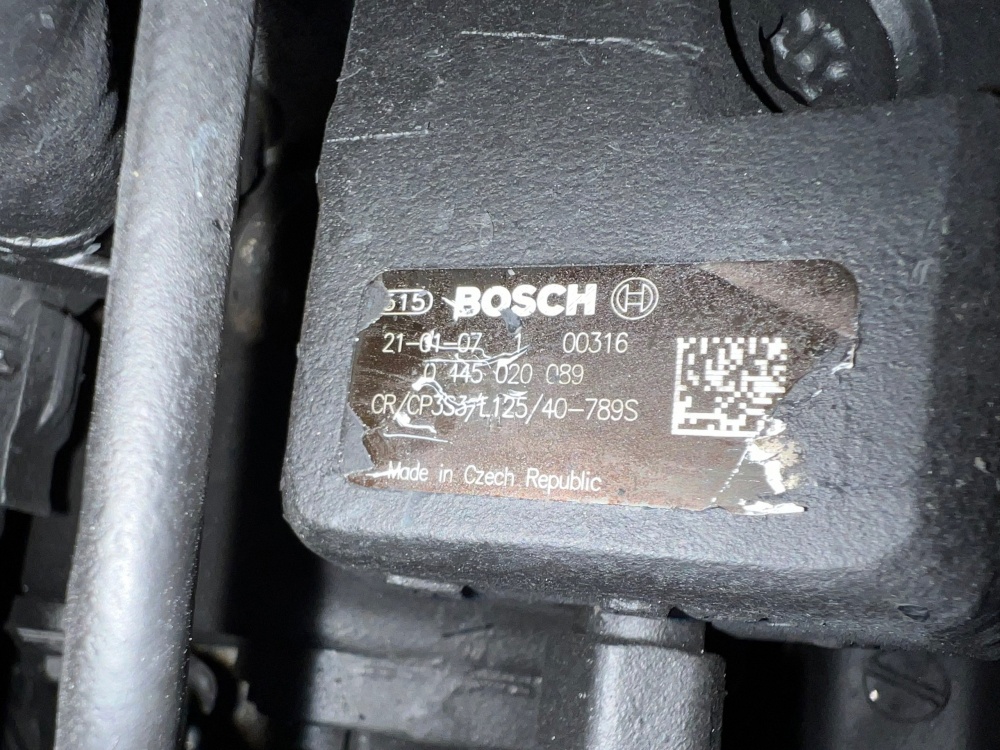 515 BOSCH
21-01-07 1 00316
0 445 020 089
CR/CP3S3/L125/40-789S
Made in Czech Republic